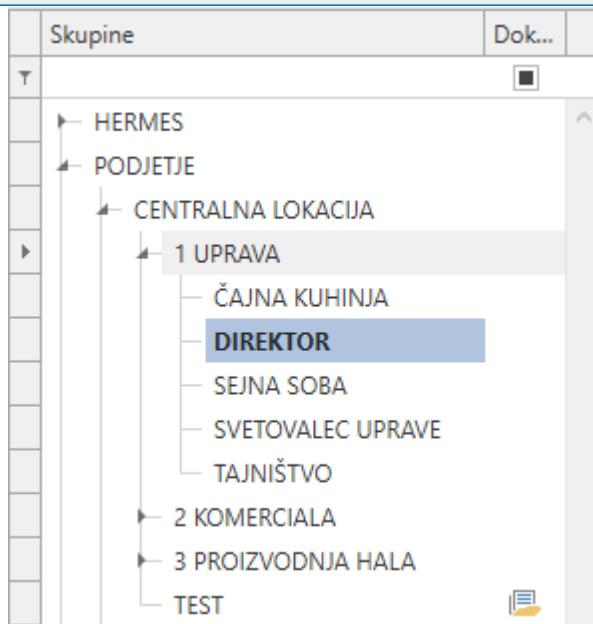 Skupine Dok...
HERMES
PODJETJE
CENTRALNA LOKACIJA
1 UPRAVA
ČAJNA KUHINJA
DIREKTOR
SEJNA SOBA
SVETOVALEC UPRAVE
TAJNIŠTVO
2 KOMERCIALA
3 PROIZVODNJA HALA
TEST